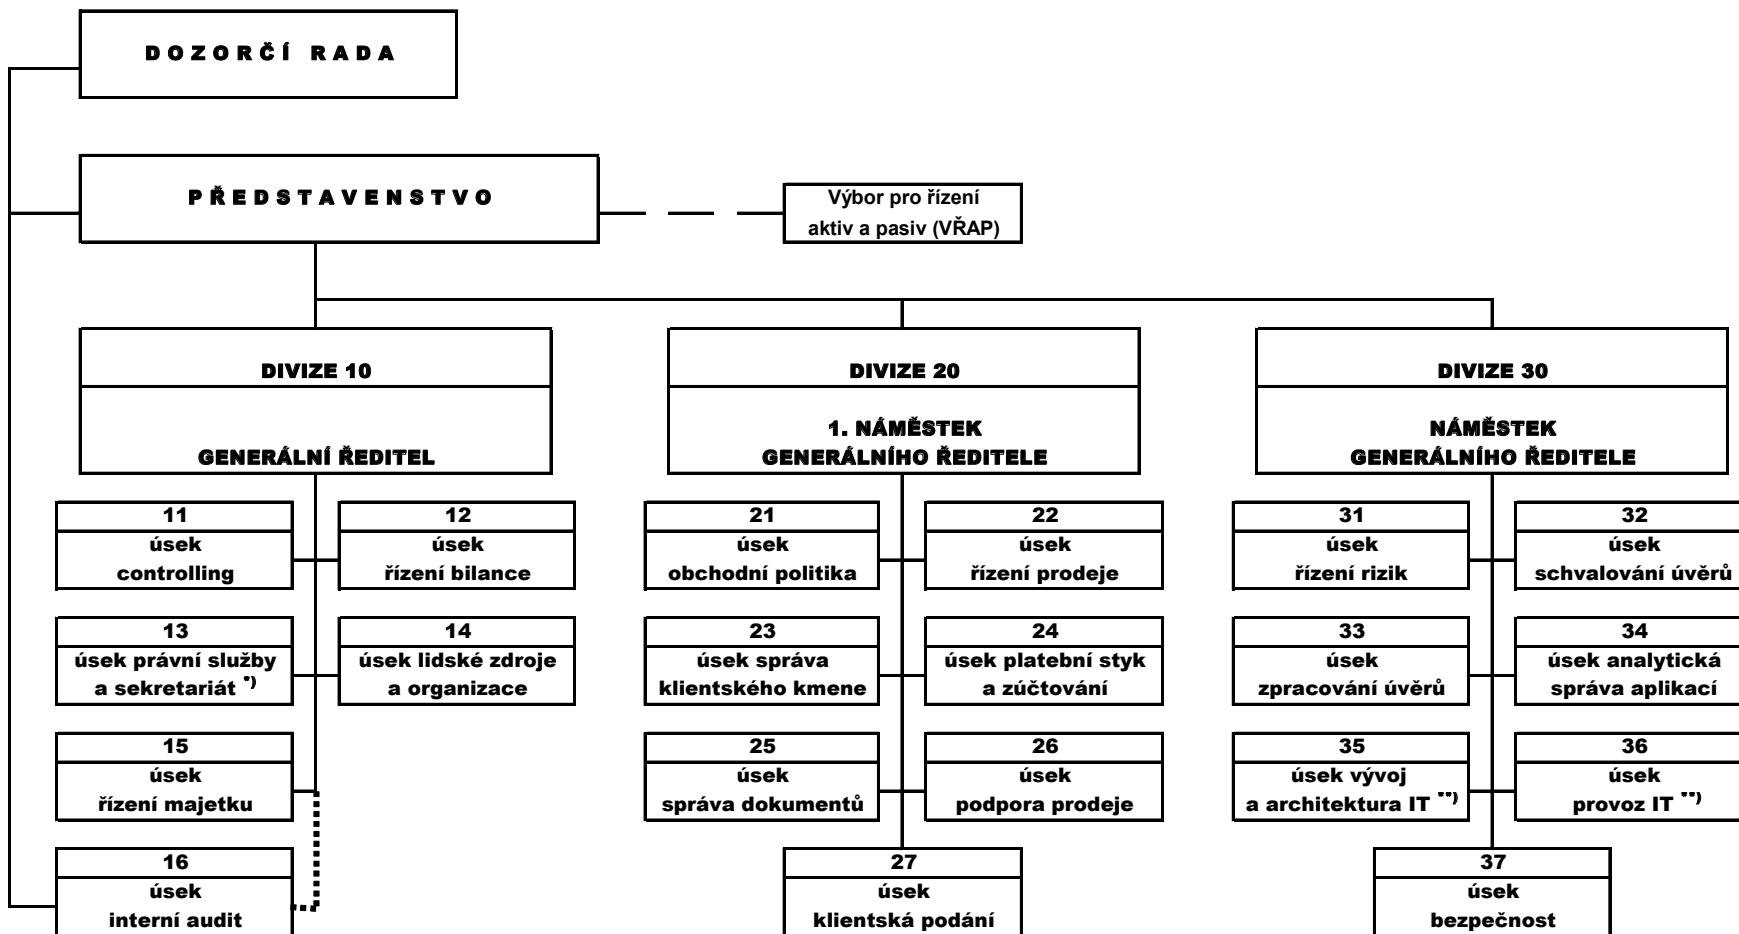 DOZORČÍ RADA
PŘEDSTAVENSTVO
Výbor pro řízení
aktiv a pasiv (VŘAP)
DIVIZE 10
GENERÁLNÍ ŘEDITEL
DIVIZE 20
1. NÁMĚSTEK
GENERÁLNÍHO ŘEDITELE
DIVIZE 30
NÁMĚSTEK
GENERÁLNÍHO ŘEDITELE
11
úsek
controlling
12
úsek
řízení bilance
13
úsek právní služby
a sekretariát *)
14
úsek lidské zdroje
a organizace
15
úsek
řízení majetku
16
úsek
interní audit
21
úsek
obchodní politika
22
úsek
řízení prodeje
23
úsek správa
klientského kmene
24
úsek platební styk
a zúčtování
25
úsek
správa dokumentů
26
úsek
podpora prodeje
27
úsek
klientská podání
31
úsek
řízení rizik
32
úsek
schvalování úvěrů
33
úsek
zpracování úvěrů
34
úsek analytická
správa aplikací
35
úsek vývoj
a architektura IT **)
36
úsek
provoz IT **)
37
úsek
bezpečnost